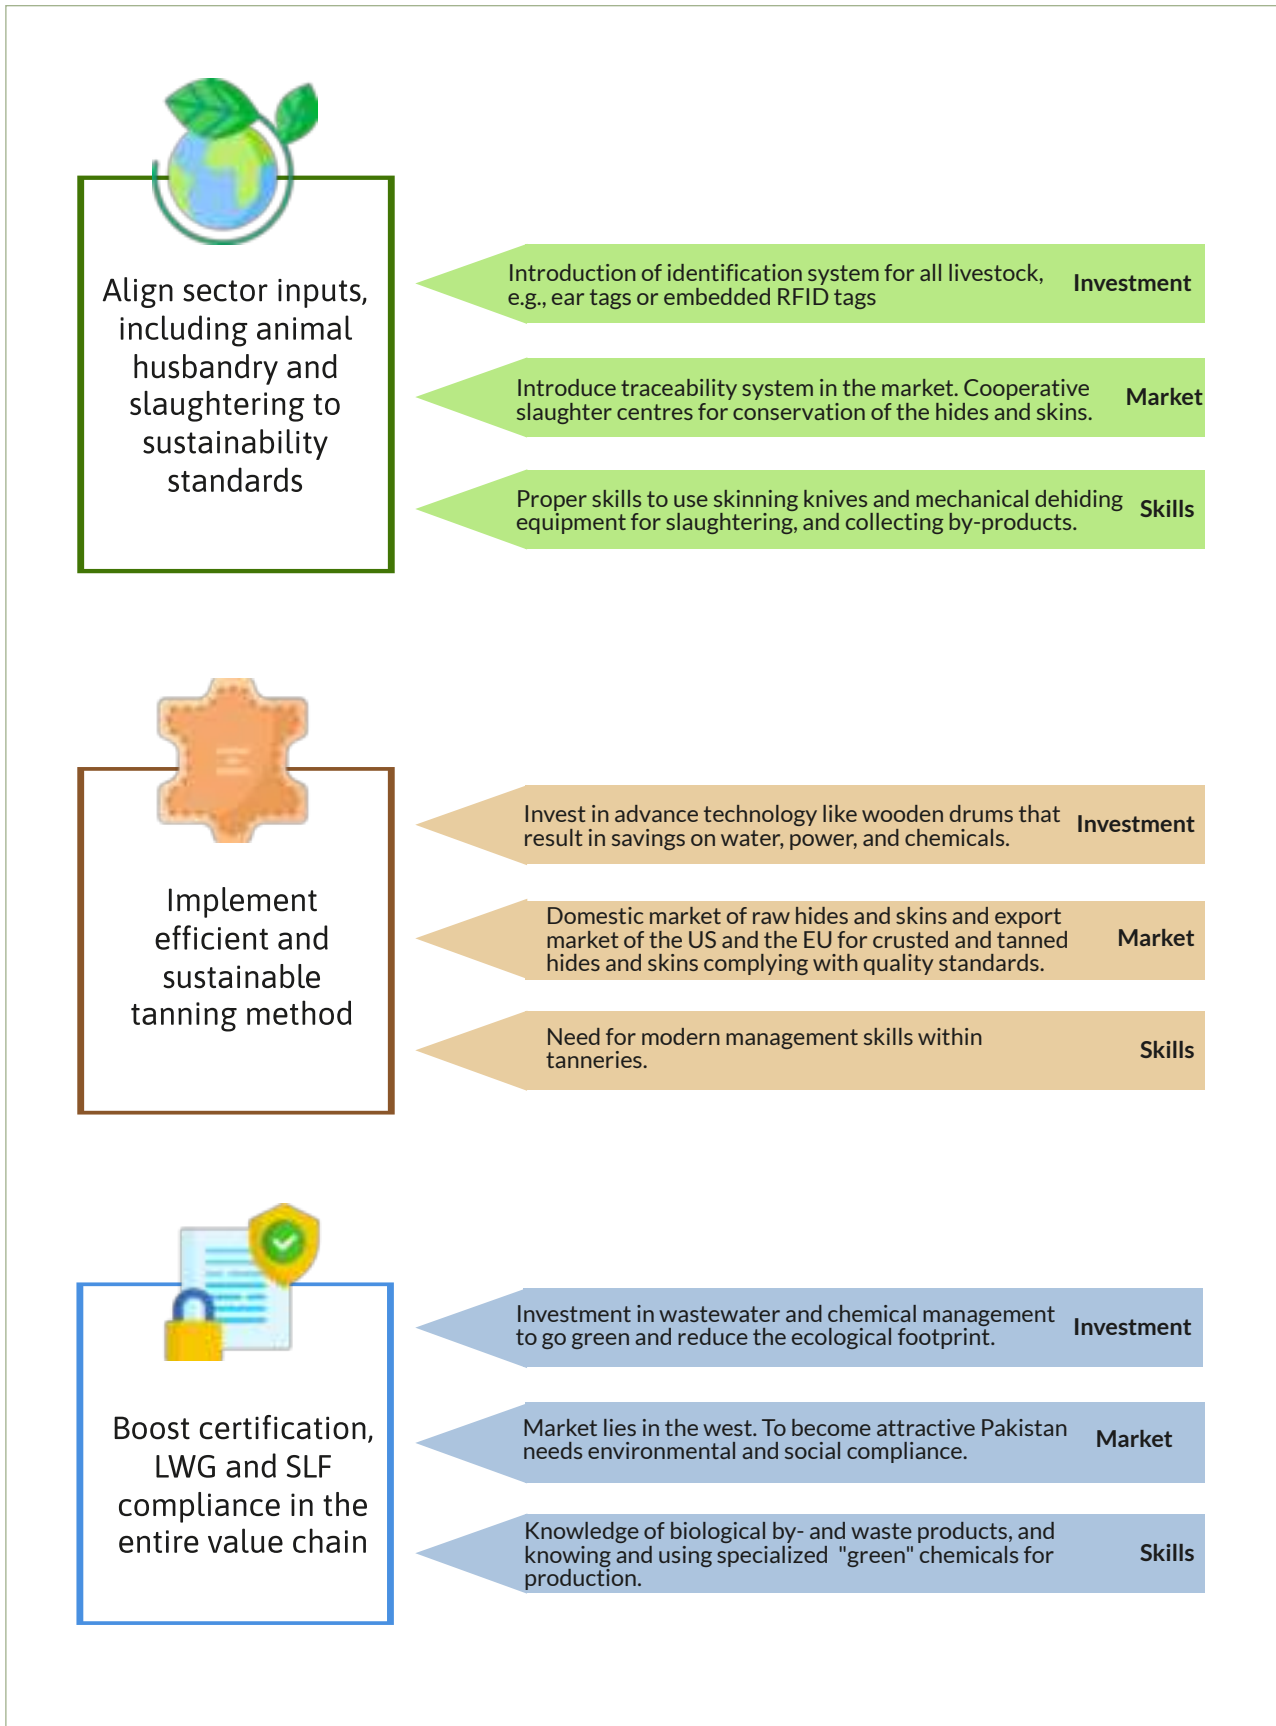 Align sector inputs,
including animal
husbandry and
slaughtering to
sustainability
standards
Introduction of identification system for all livestock,
e.g., ear tags or embedded RFID tags
Investment
Introduce traceability system in the market. Cooperative
slaughter centres for conservation of the hides and skins.
Market
Proper skills to use skinning knives and mechanical dehiding
equipment for slaughtering, and collecting by-products.
Skills
Implement
efficient and
sustainable
tanning method
Invest in advance technology like wooden drums that
result in savings on water, power, and chemicals.
Investment
Domestic market of raw hides and skins and export
market of the US and the EU for crusted and tanned
hides and skins complying with quality standards.
Market
Need for modern management skills within
tanneries.
Skills
Boost certification,
LWG and SLF
compliance in the
entire value chain
Investment in wastewater and chemical management
to go green and reduce the ecological footprint.
Investment
Market lies in the west. To become attractive Pakistan
needs environmental and social compliance.
Market
Knowledge of biological by- and waste products, and
knowing and using specialized "green" chemicals for
production.
Skills